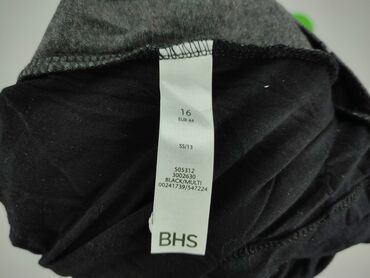 16
EUR 44
SS/13
505312
3002630
BLACK/MULTI
00241739/547224
BHS